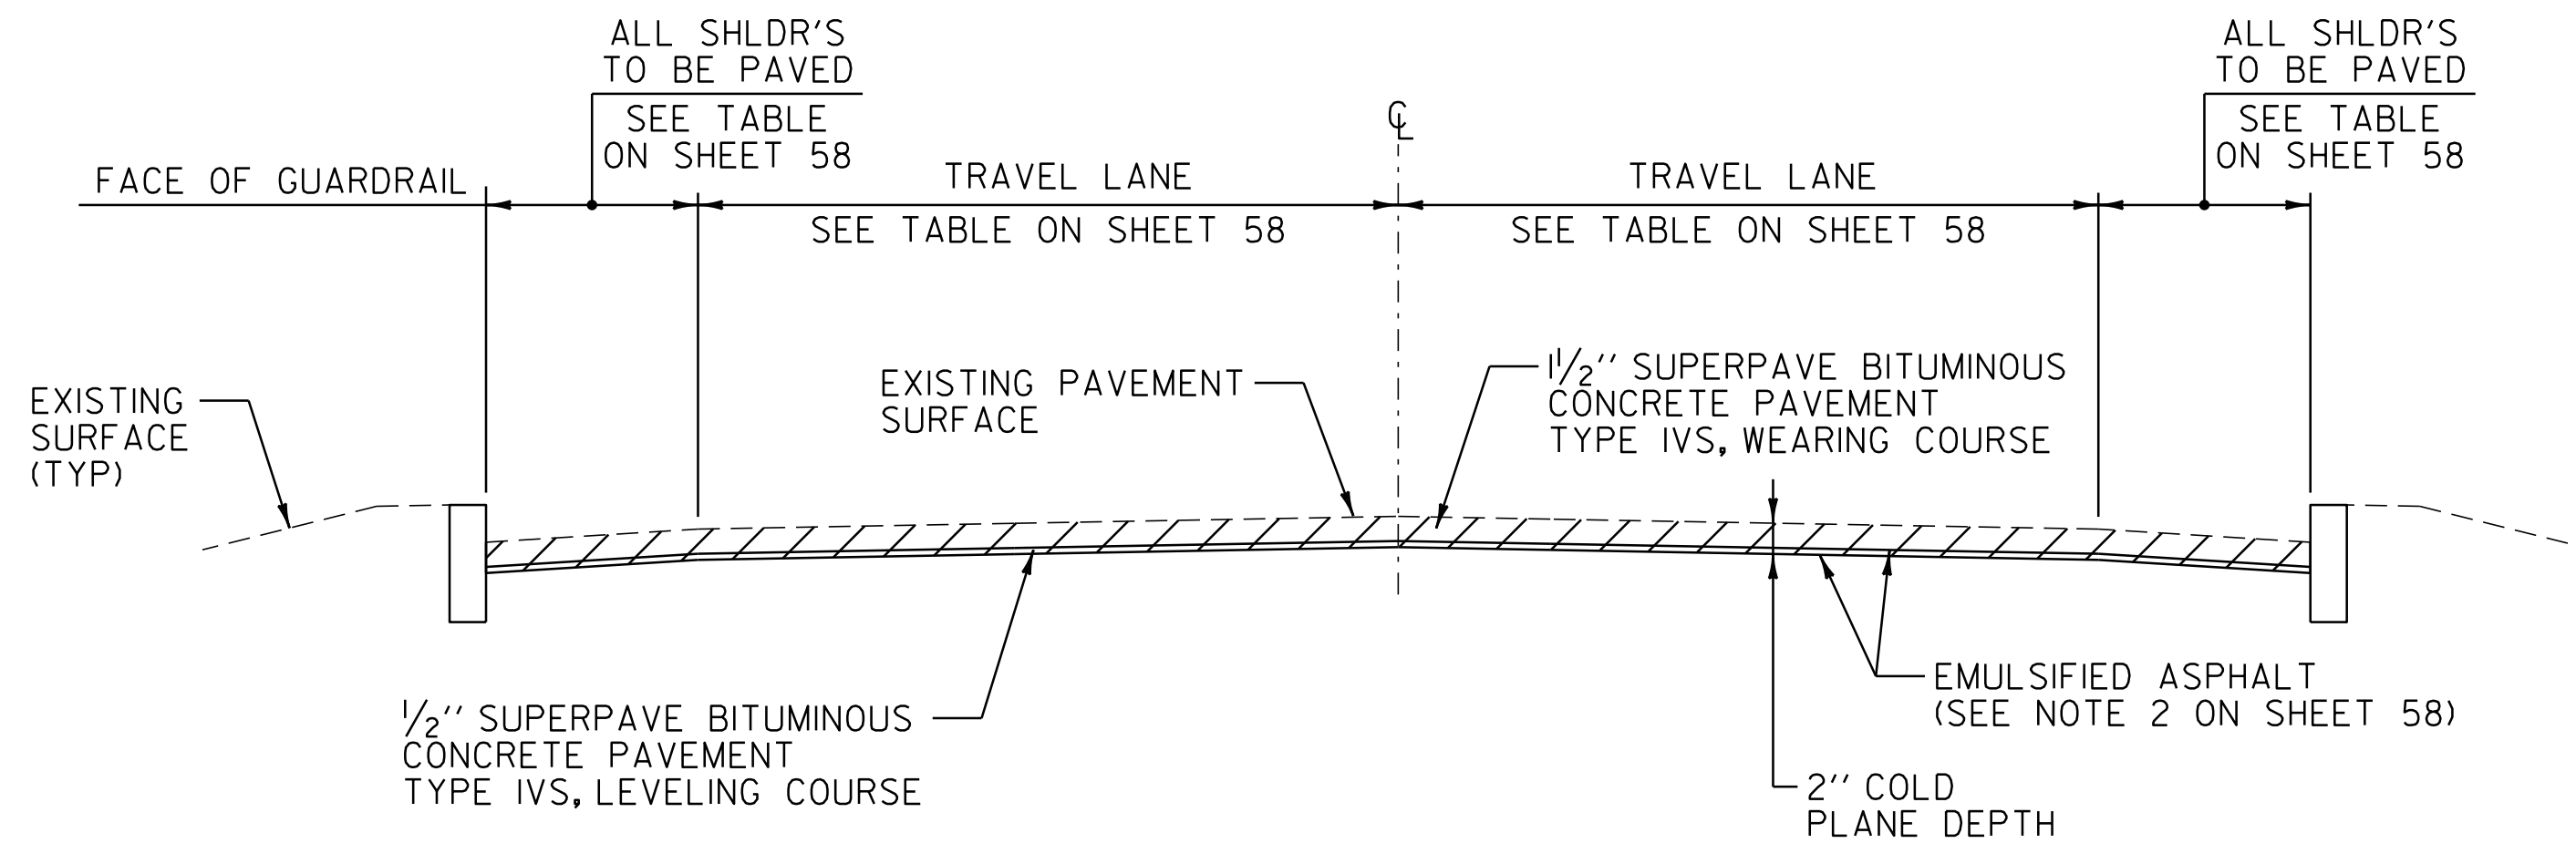 ALL SHLDR'S
TO BE PAVED
SEE TABLE
ON SHEET 58
ALL SHLDR'S
TO BE PAVED
SEE TABLE
ON SHEET 58
℄
FACE OF GUARDRAIL
TRAVEL LANE
SEE TABLE ON SHEET 58
TRAVEL LANE
SEE TABLE ON SHEET 58
EXISTING
SURFACE
(TYP)
EXISTING PAVEMENT
SURFACE
1 1/2'' SUPERPAVE BITUMINOUS
CONCRETE PAVEMENT
TYPE IVS, WEARING COURSE
1/2'' SUPERPAVE BITUMINOUS
CONCRETE PAVEMENT
TYPE IVS, LEVELING COURSE
EMULSIFIED ASPHALT
(SEE NOTE 2 ON SHEET 58)
2'' COLD
PLANE DEPTH